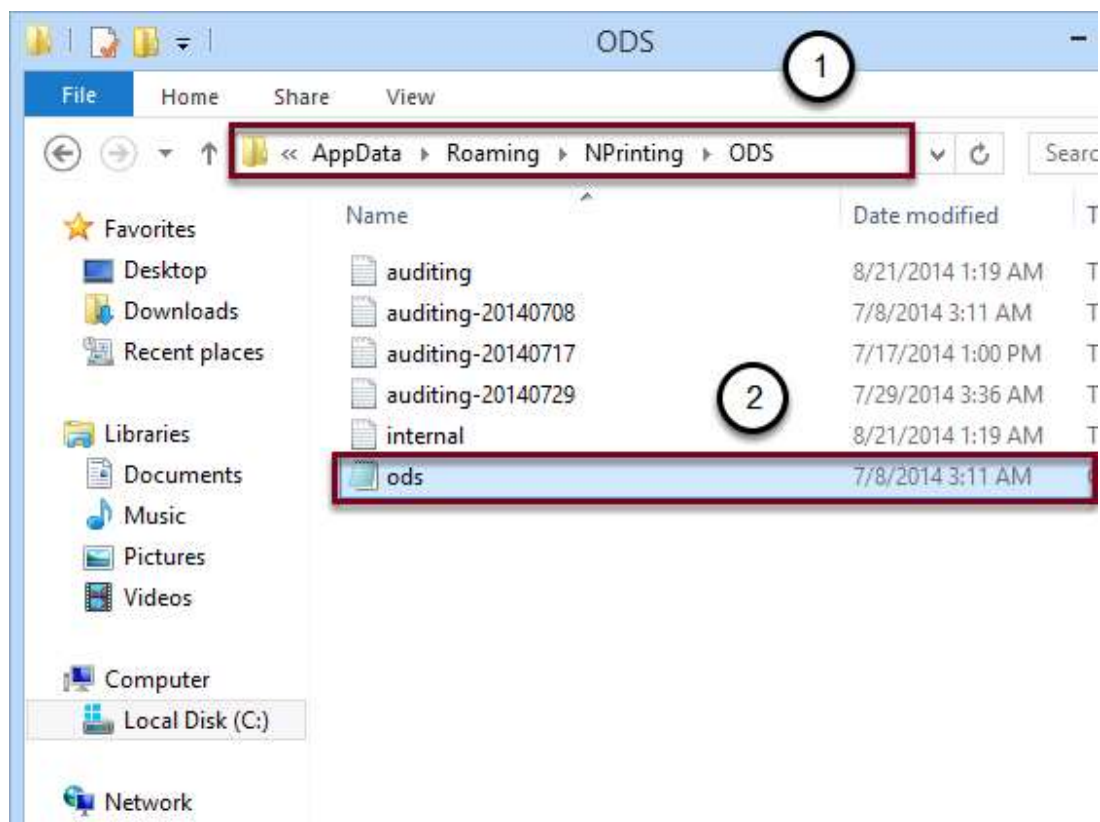 ODS
1
File Home Share View
« AppData Roaming NPrinting ODS Searc
Name Date modified T
Favorites
Desktop
Downloads
Recent places
Libraries
Documents
Music
Pictures
Videos
Computer
Local Disk (C:)
Network
auditing 8/21/2014 1:19 AM T
auditing-20140708 7/8/2014 3:11 AM T
auditing-20140717 7/17/2014 1:00 PM T
auditing-20140729 7/29/2014 3:36 AM T
2
internal 8/21/2014 1:19 AM T
ods 7/8/2014 3:11 AM